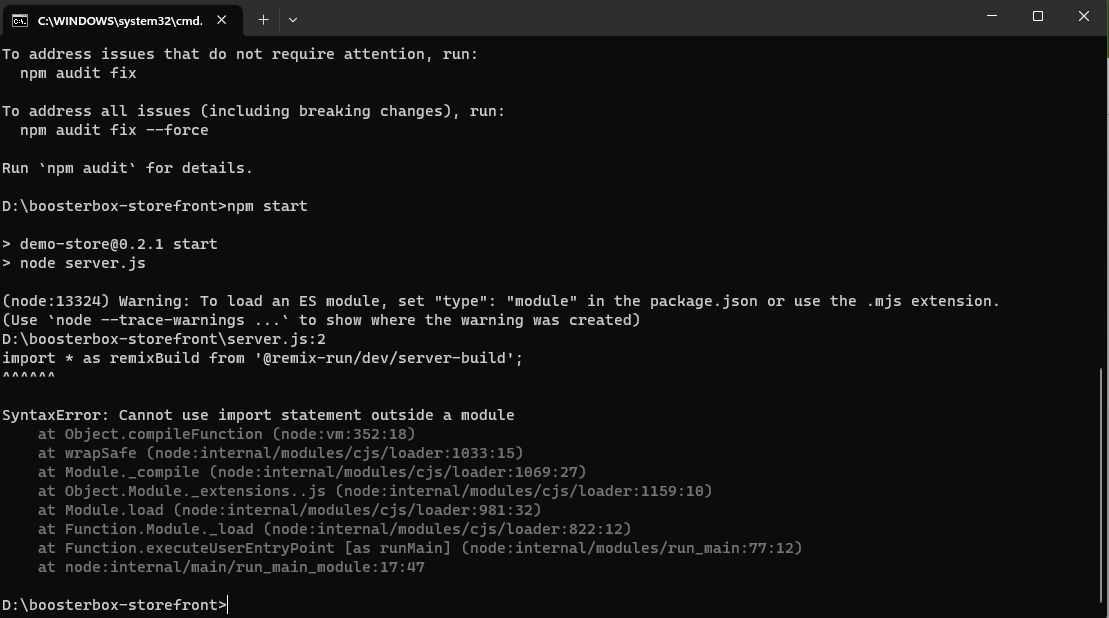 C:\WINDOWS\system32\cmd.
To address issues that do not require attention, run:
  npm audit fix
To address all issues (including breaking changes), run:
  npm audit fix --force
Run `npm audit` for details.
D:\boosterbox-storefront>npm start
> demo-store@0.2.1 start
> node server.js
(node:13324) Warning: To load an ES module, set "type": "module" in the package.json or use the .mjs extension.
(Use `node --trace-warnings ...` to show where the warning was created)
D:\boosterbox-storefront\server.js:2
import * as remixBuild from '@remix-run/dev/server-build';
^^^^^^
SyntaxError: Cannot use import statement outside a module
    at Object.compileFunction (node:vm:352:18)
    at wrapSafe (node:internal/modules/cjs/loader:1033:15)
    at Module._compile (node:internal/modules/cjs/loader:1069:27)
    at Object.Module._extensions..js (node:internal/modules/cjs/loader:1159:10)
    at Module.load (node:internal/modules/cjs/loader:981:32)
    at Function.Module._load (node:internal/modules/cjs/loader:822:12)
    at Function.executeUserEntryPoint [as runMain] (node:internal/modules/run_main:77:12)
    at node:internal/main/run_main_module:17:47
D:\boosterbox-storefront>